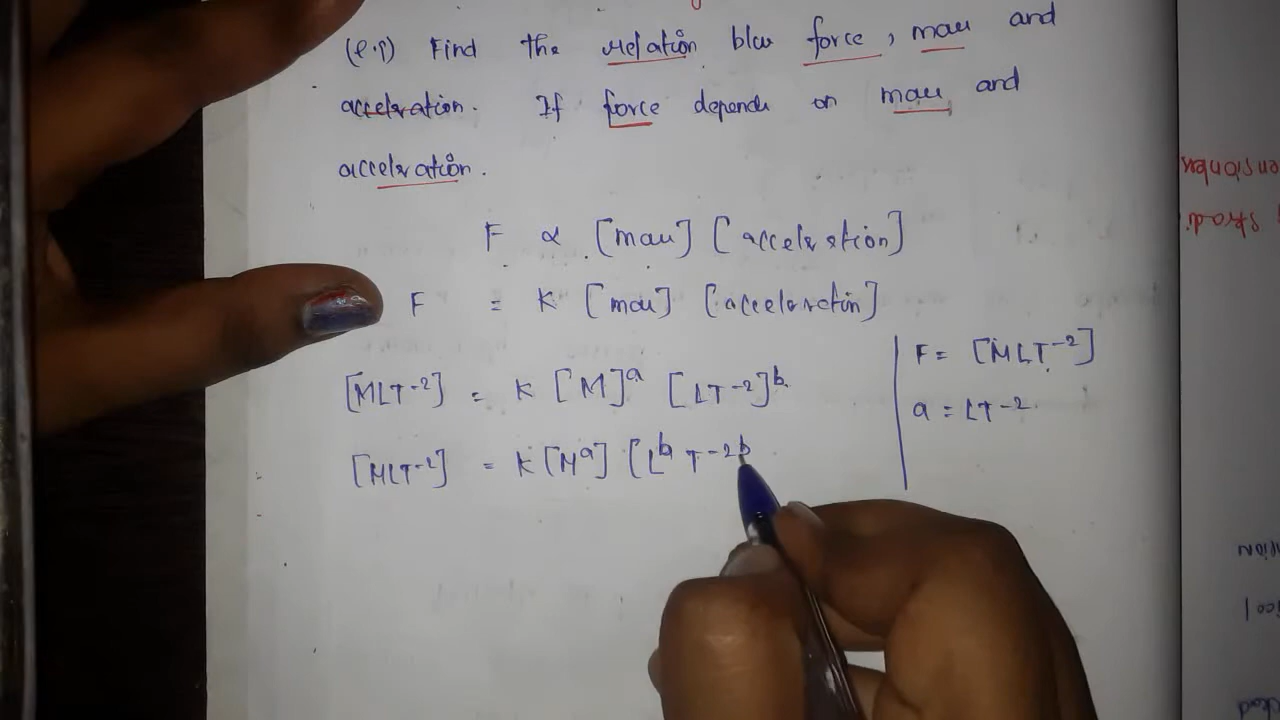 (e.g) Find the relation b/w force, mass and
acceleration. If force depends on mass and
acceleration.
F ∝ [mass] [acceleration]
F = K [mass] [acceleration]
[MLT-2] = K [M]a [LT-2]b
F = [MLT-2]
a = LT-2
[MLT-2] = K [Ma] [Lb T-2b